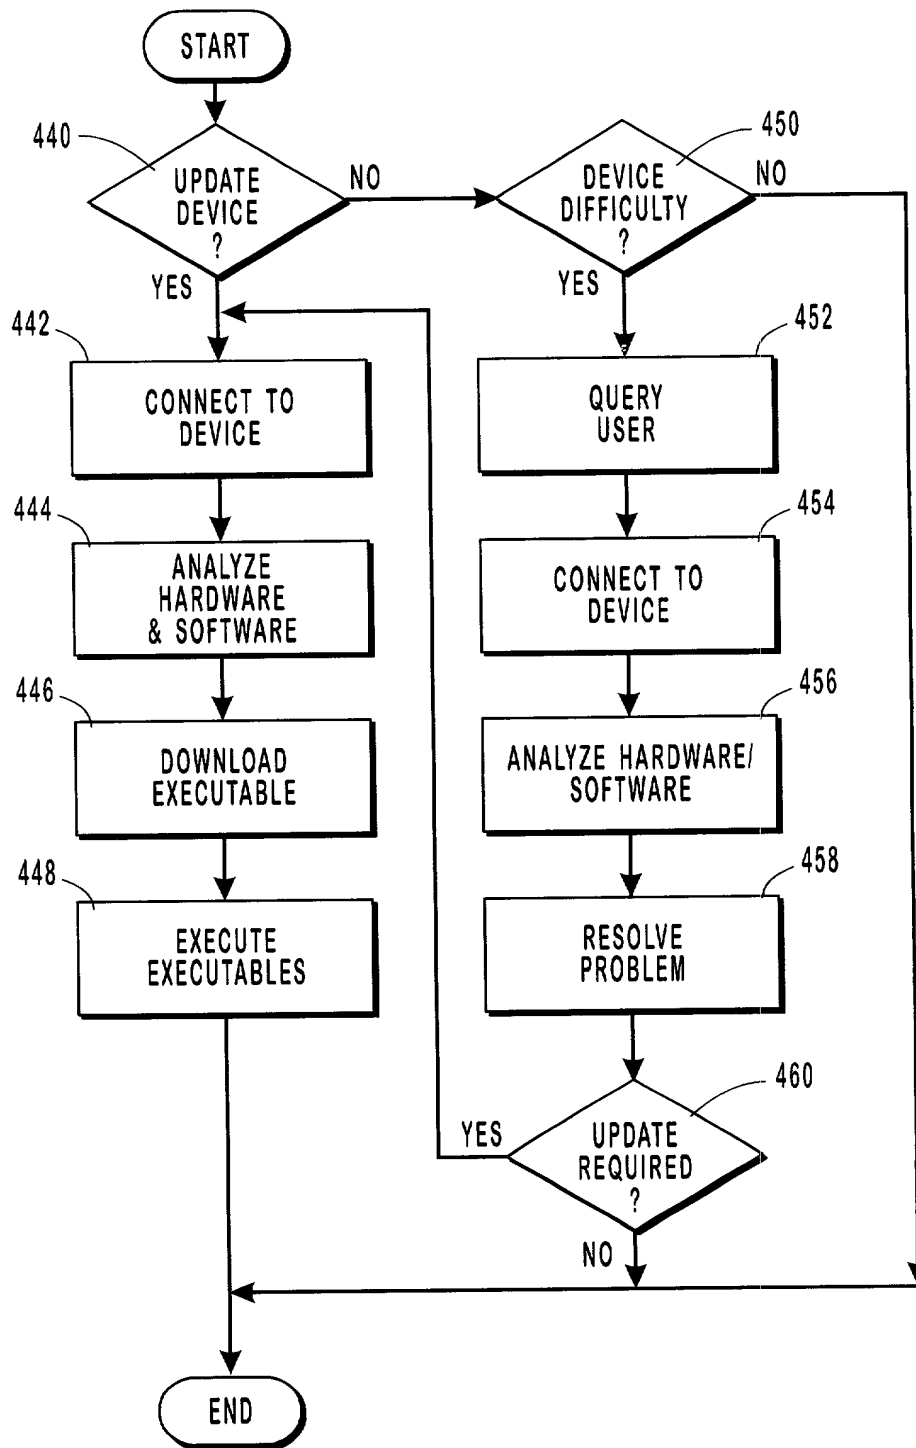 START
440
UPDATE
DEVICE
?
NO
YES
450
DEVICE
DIFFICULTY
?
NO
YES
442
CONNECT TO
DEVICE
452
QUERY
USER
444
ANALYZE
HARDWARE
& SOFTWARE
454
CONNECT TO
DEVICE
446
DOWNLOAD
EXECUTABLE
456
ANALYZE HARDWARE/
SOFTWARE
448
EXECUTE
EXECUTABLES
458
RESOLVE
PROBLEM
460
UPDATE
REQUIRED
?
YES
NO
END